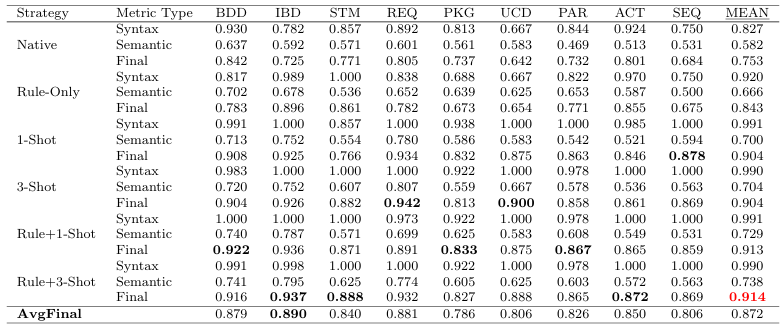 Strategy Metric Type BDD IBD STM REQ PKG UCD PAR ACT SEQ MEAN
Syntax 0.930 0.782 0.857 0.892 0.813 0.667 0.844 0.924 0.750 0.827
Native Semantic 0.637 0.592 0.571 0.601 0.561 0.583 0.469 0.513 0.531 0.582
Final 0.842 0.725 0.771 0.805 0.737 0.642 0.732 0.801 0.684 0.753
Syntax 0.817 0.989 1.000 0.838 0.688 0.667 0.822 0.970 0.750 0.920
Rule-Only Semantic 0.702 0.678 0.536 0.652 0.639 0.625 0.653 0.587 0.500 0.666
Final 0.783 0.896 0.861 0.782 0.673 0.654 0.771 0.855 0.675 0.843
Syntax 0.991 1.000 0.857 1.000 0.938 1.000 1.000 0.985 1.000 0.991
1-Shot Semantic 0.713 0.752 0.554 0.780 0.586 0.583 0.542 0.521 0.594 0.700
Final 0.908 0.925 0.766 0.934 0.832 0.875 0.863 0.846 0.878 0.904
Syntax 0.983 1.000 1.000 1.000 0.922 1.000 0.978 1.000 1.000 0.990
3-Shot Semantic 0.720 0.752 0.607 0.807 0.559 0.667 0.578 0.536 0.563 0.704
Final 0.904 0.926 0.882 0.942 0.813 0.900 0.858 0.861 0.869 0.904
Syntax 1.000 1.000 1.000 0.973 0.922 1.000 0.978 1.000 1.000 0.991
Rule+1-Shot Semantic 0.740 0.787 0.571 0.699 0.625 0.583 0.608 0.549 0.531 0.729
Final 0.922 0.936 0.871 0.891 0.833 0.875 0.867 0.865 0.859 0.913
Syntax 0.991 0.998 1.000 1.000 0.922 1.000 0.978 1.000 1.000 0.990
Rule+3-Shot Semantic 0.741 0.795 0.625 0.774 0.605 0.625 0.603 0.572 0.563 0.738
Final 0.916 0.937 0.888 0.932 0.827 0.888 0.865 0.872 0.869 0.914
AvgFinal 0.879 0.890 0.840 0.881 0.786 0.806 0.826 0.850 0.806 0.872